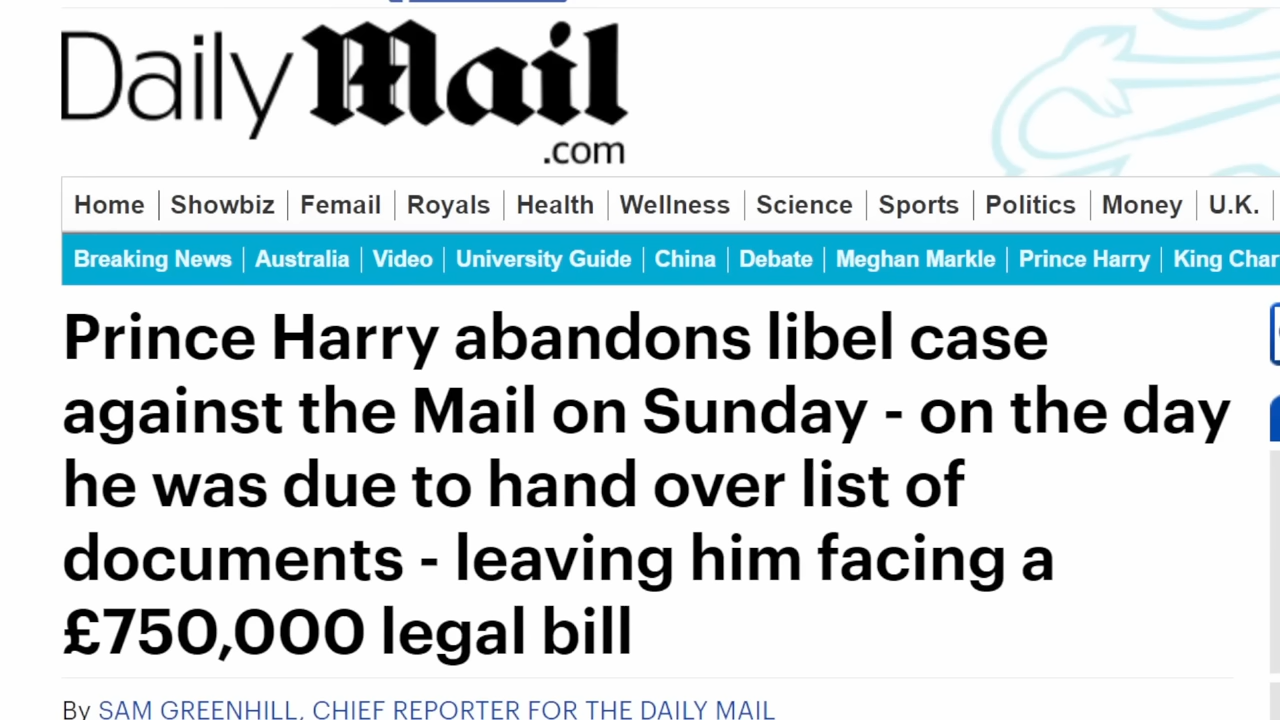 Daily Mail
.com
Home Showbiz Femail Royals Health Wellness Science Sports Politics Money U.K.
Breaking News Australia Video University Guide China Debate Meghan Markle Prince Harry King Char
Prince Harry abandons libel case
against the Mail on Sunday - on the day
he was due to hand over list of
documents - leaving him facing a
£750,000 legal bill
By SAM GREENHILL, CHIEF REPORTER FOR THE DAILY MAIL